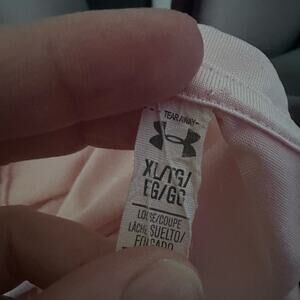 TEAR AWAY
XL/TG/
EG/GG
LOOSE/COUPE
LÂCHE SUELTO/
FOLGADO